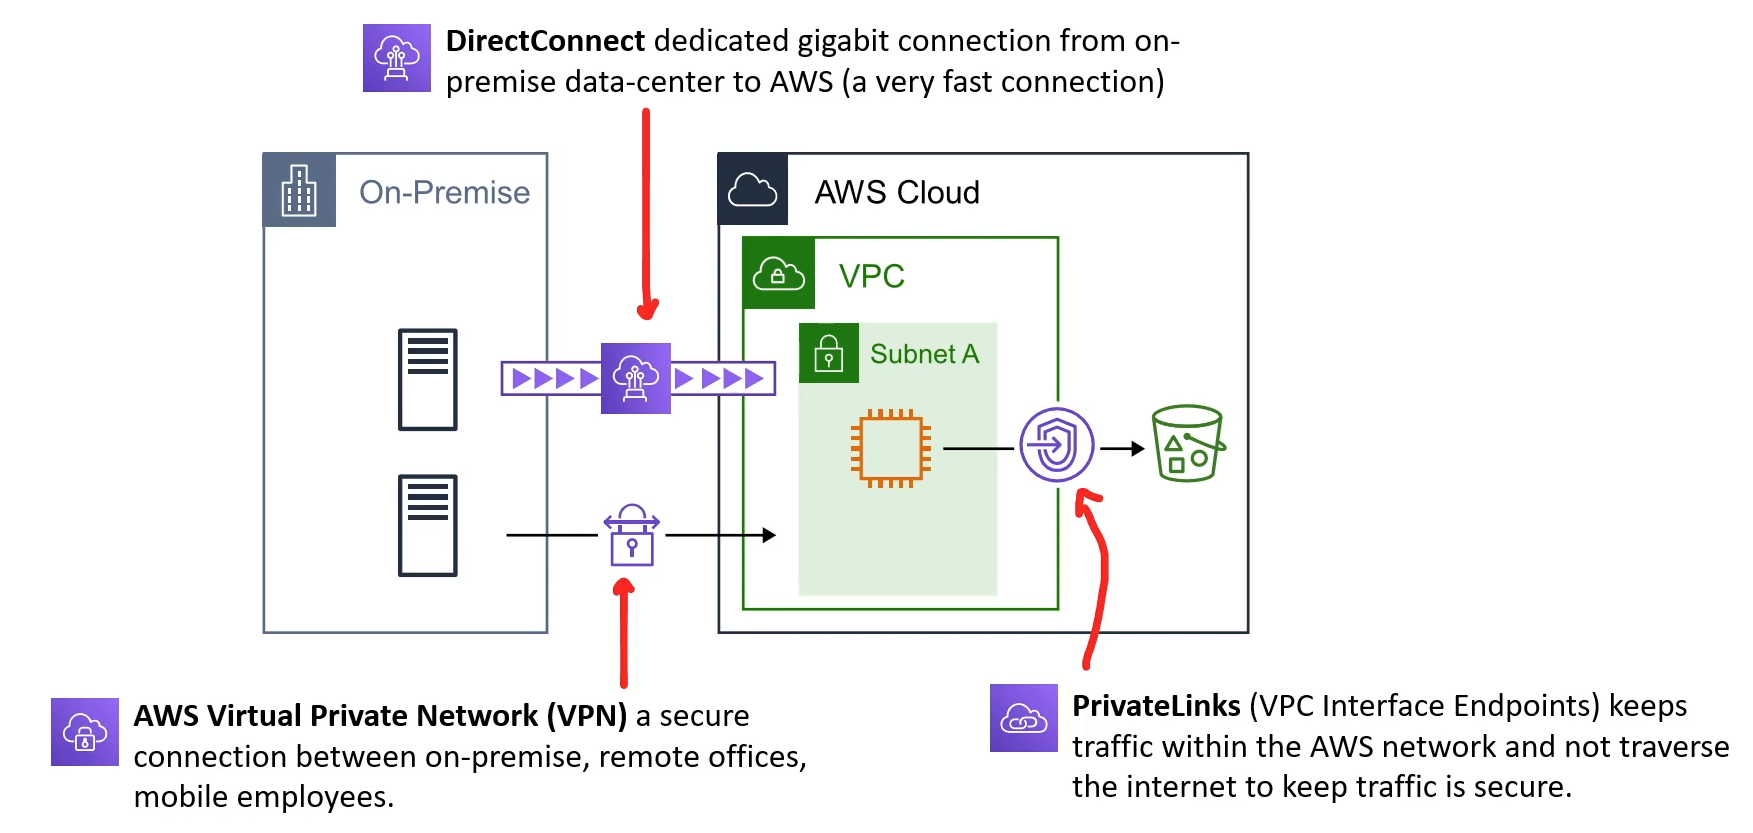 DirectConnect dedicated gigabit connection from on-
premise data-center to AWS (a very fast connection)
On-Premise
AWS Cloud
VPC
Subnet A
AWS Virtual Private Network (VPN) a secure
connection between on-premise, remote offices,
mobile employees.
PrivateLinks (VPC Interface Endpoints) keeps
traffic within the AWS network and not traverse
the internet to keep traffic is secure.